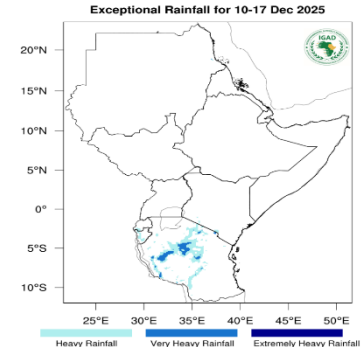 Exceptional Rainfall for 10-17 Dec 2025
IGAD
20°N
15°N
10°N
5°N
0°
5°S
10°S
25°E 30°E 35°E 40°E 45°E 50°E
Heavy Rainfall Very Heavy Rainfall Extremely Heavy Rainfall